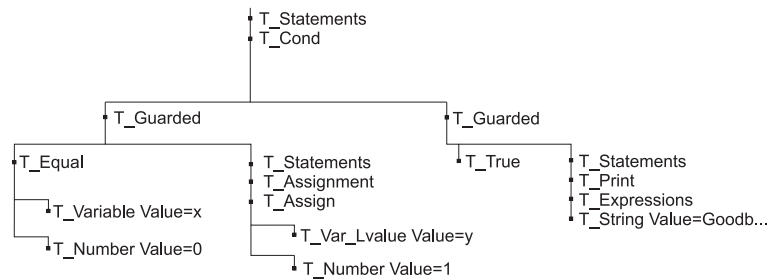 T_Statements
T_Cond
T_Guarded
T_Guarded
T_Equal
T_Statements
T_True
T_Statements
T_Assignment
T_Print
T_Assign
T_Expressions
T_Variable Value=x
T_String Value=Goodb...
T_Var_Lvalue Value=y
T_Number Value=0
T_Number Value=1